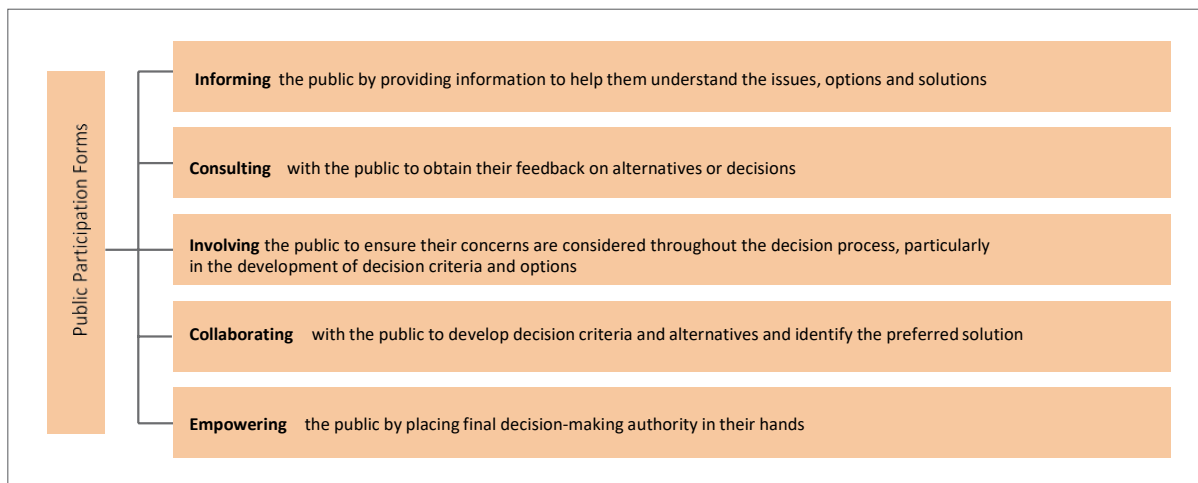 Public Participation Forms
Informing the public by providing information to help them understand the issues, options and solutions
Consulting with the public to obtain their feedback on alternatives or decisions
Involving the public to ensure their concerns are considered throughout the decision process, particularly
in the development of decision criteria and options
Collaborating with the public to develop decision criteria and alternatives and identify the preferred solution
Empowering the public by placing final decision-making authority in their hands